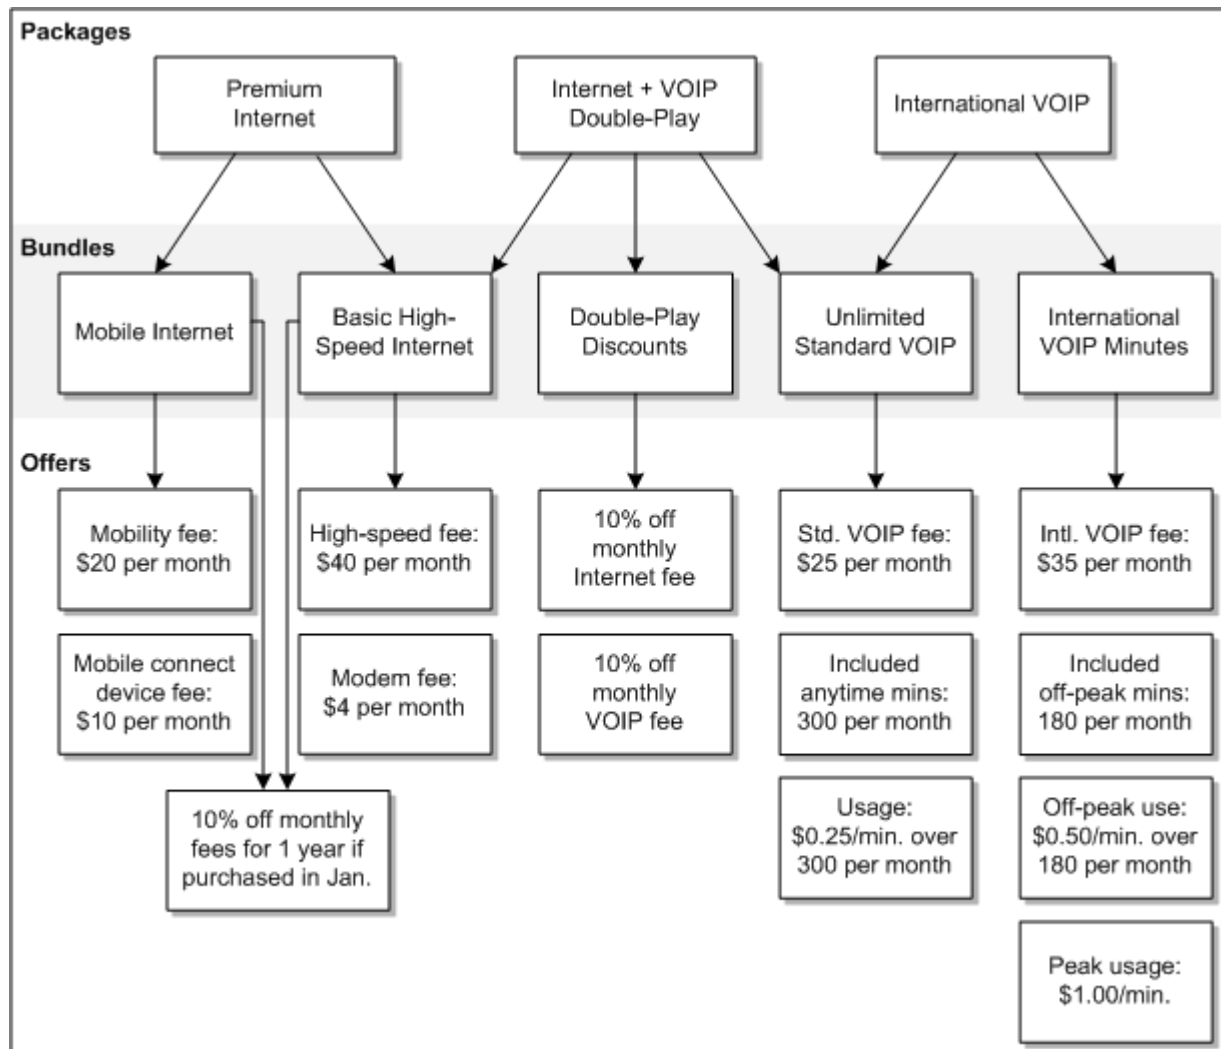 Packages
Premium
Internet
Internet + VOIP
Double-Play
International VOIP
Bundles
Mobile Internet
Basic High-
Speed Internet
Double-Play
Discounts
Unlimited
Standard VOIP
International
VOIP Minutes
Offers
Mobility fee:
$20 per month
High-speed fee:
$40 per month
10% off
monthly
Internet fee
Std. VOIP fee:
$25 per month
Intl. VOIP fee:
$35 per month
Mobile connect
device fee:
$10 per month
Modem fee:
$4 per month
10% off
monthly
VOIP fee
Included
anytime mins:
300 per month
Included
off-peak mins:
180 per month
10% off monthly
fees for 1 year if
purchased in Jan.
Usage:
$0.25/min. over
300 per month
Off-peak use:
$0.50/min. over
180 per month
Peak usage:
$1.00/min.